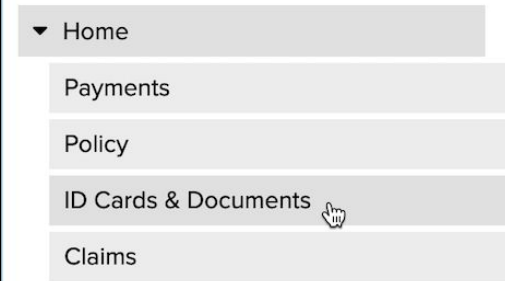 Home
Payments
Policy
ID Cards & Documents
Claims